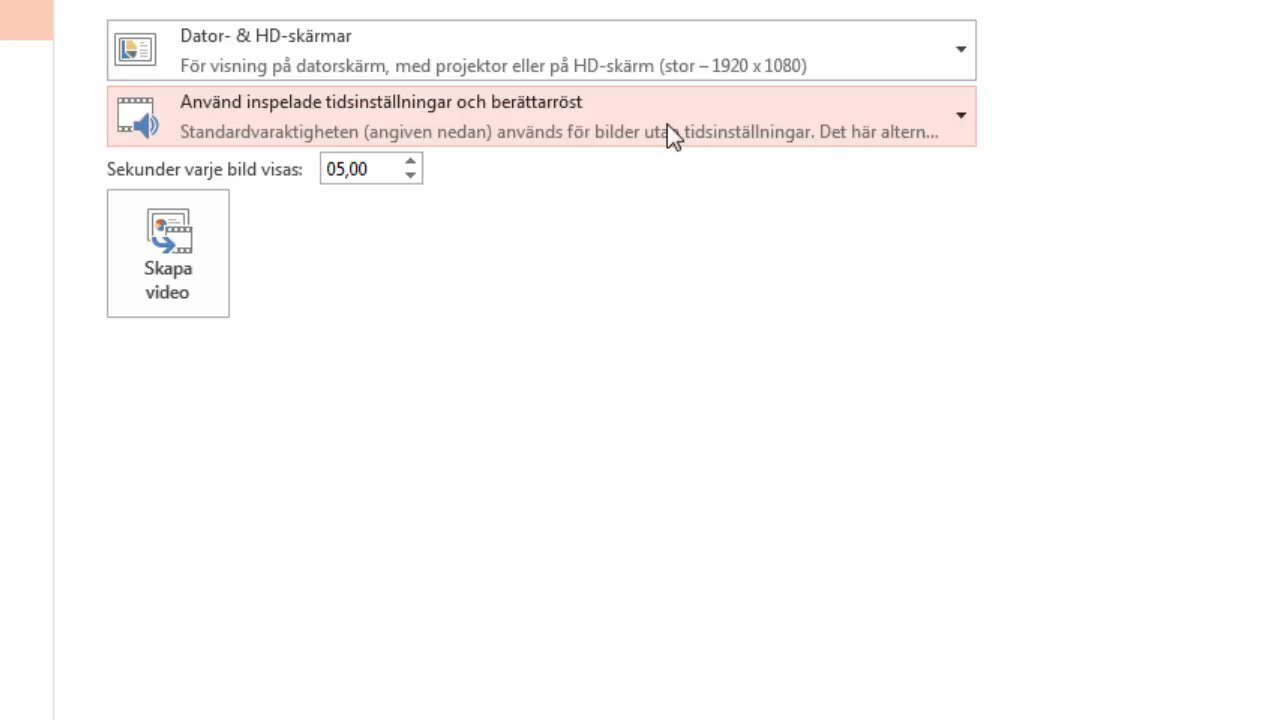 Dator- & HD-skärmar
För visning på datorskärm, med projektor eller på HD-skärm (stor – 1920 x 1080)
Använd inspelade tidsinställningar och berättarröst
Standardvaraktigheten (angiven nedan) används för bilder utan tidsinställningar. Det här altern...
Sekunder varje bild visas: 05,00
Skapa
video